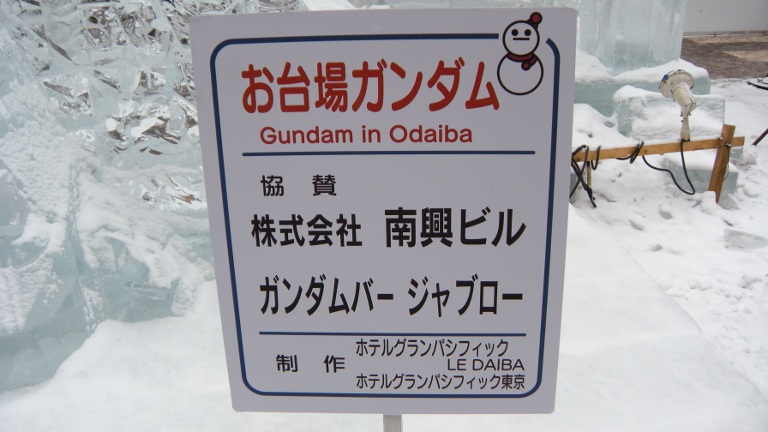 お台場ガンダム
Gundam in Odaiba
協賛
株式会社 南興ビル
ガンダムバー ジャブロー
制作 ホテルグランパシフィック
LE DAIBA
ホテルグランパシフィック東京